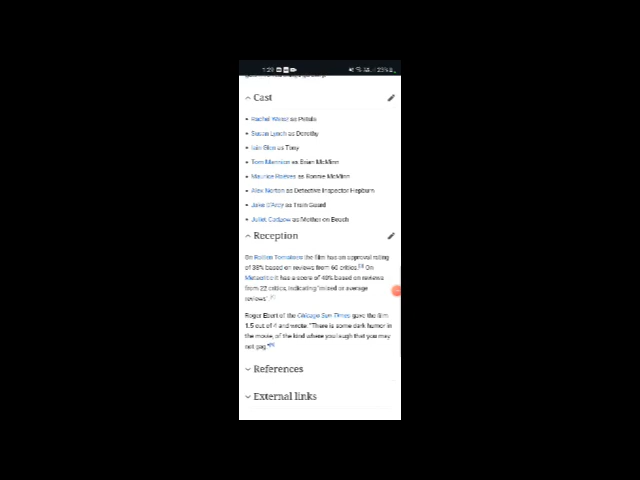 1:29
Cast
Rachel Weisz as Petula
Susan Lynch as Dorothy
Iain Glen as Tony
Tom Mannion as Brian McMinn
Maurice Roëves as Ronnie McMinn
Alex Norton as Detective Inspector Hepburn
Jake D'Arcy as Train Guard
Juliet Cadzow as Mother on Beach
Reception
On Rotten Tomatoes the film has an approval rating
of 38% based on reviews from 60 critics. On
Metacritic it has a score of 40% based on reviews
from 22 critics, indicating "mixed or average
reviews".
Roger Ebert of the Chicago Sun-Times gave the film
1.5 out of 4 and wrote: "There is some dark humor in
the movie, of the kind where you laugh that you may
not gag."
References
External links